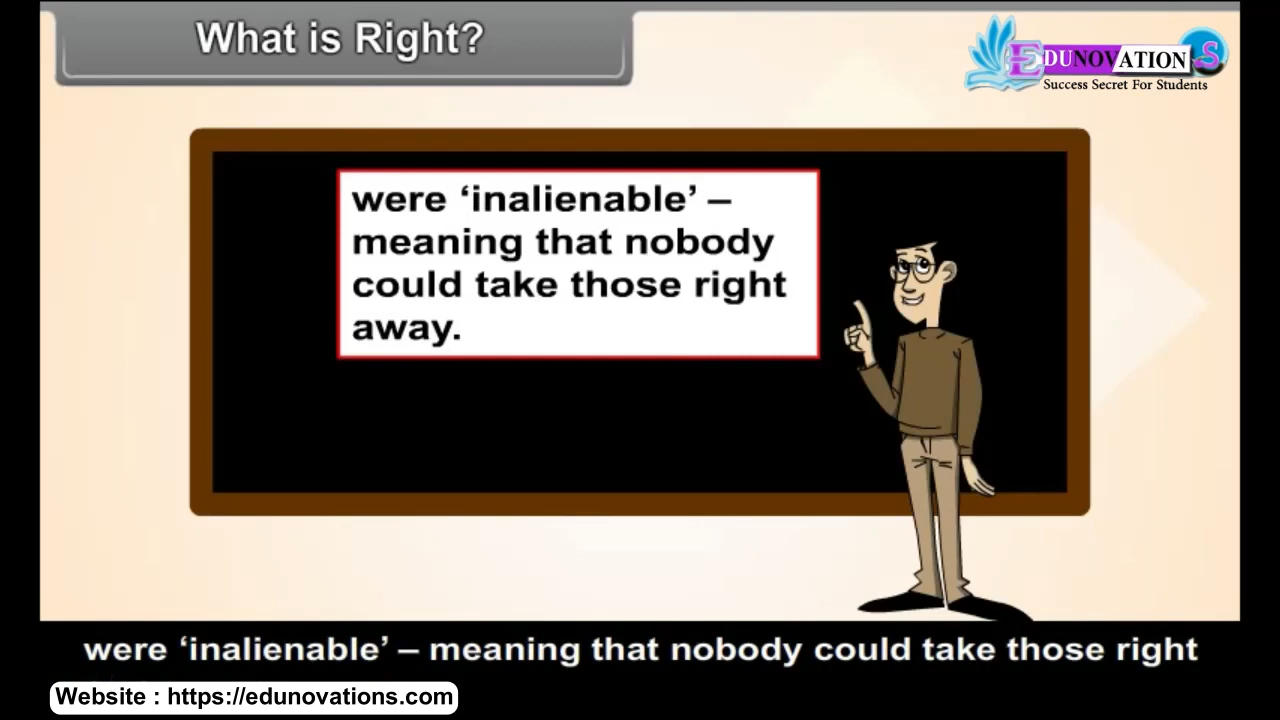 What is Right?
EDUNOVATION S
Success Secret For Students
were ‘inalienable’ –
meaning that nobody
could take those right
away.
were ‘inalienable’ – meaning that nobody could take those right
Website : https://edunovations.com